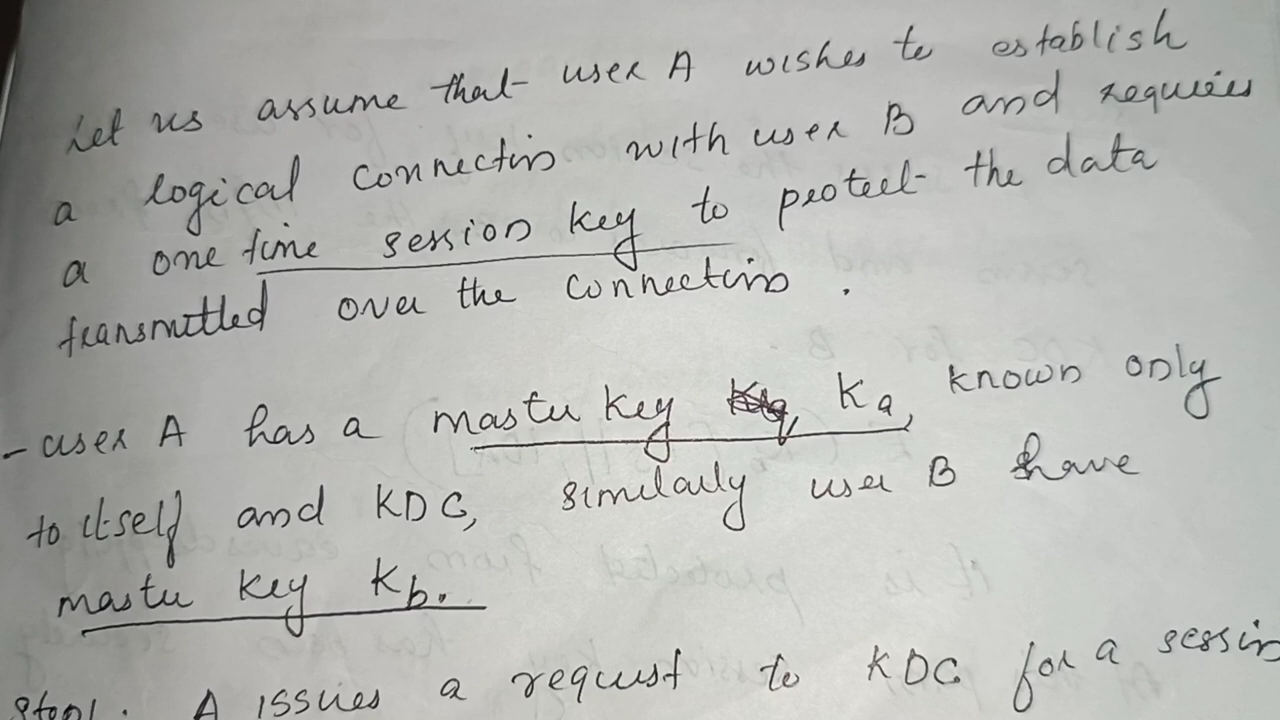 Let us assume that user A wishes to establish
a logical connection with user B and requires
a one time session key to protect the data
transmitted over the connection.
- user A has a master key Ka, known only
to itself and KDC, similarly user B have
master key Kb.
Step1. A issues a request to KDC for a session